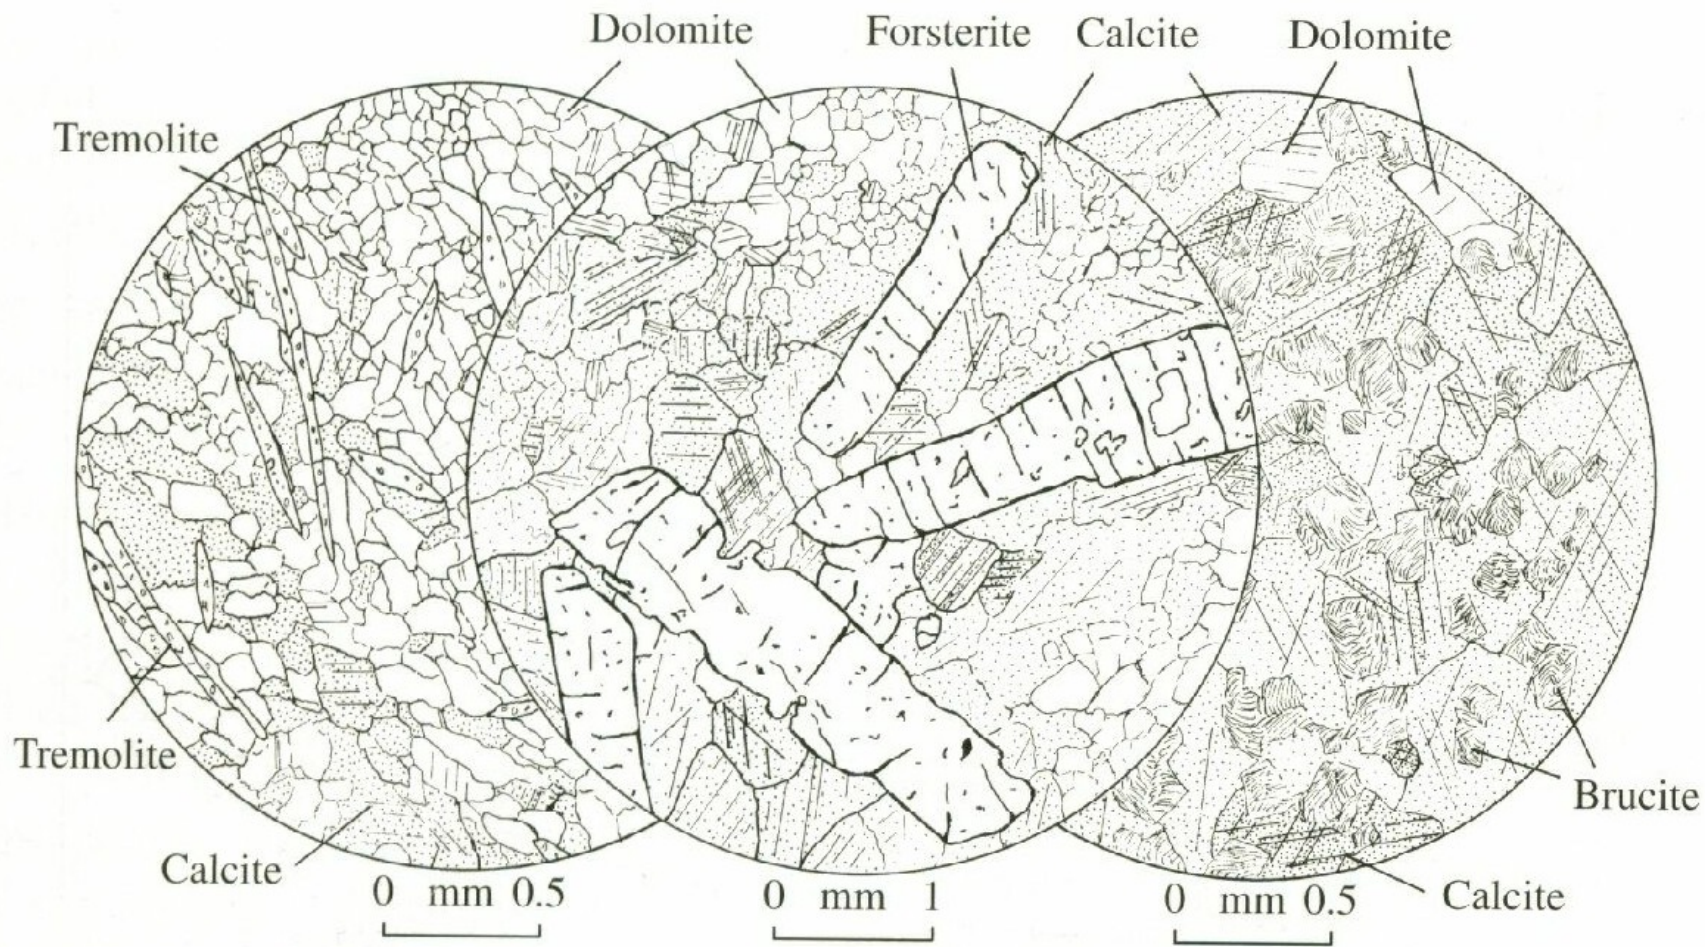 Dolomite Forsterite Calcite Dolomite
Tremolite
Tremolite
Brucite
Calcite
Calcite
0 mm 0.5
0 mm 1
0 mm 0.5